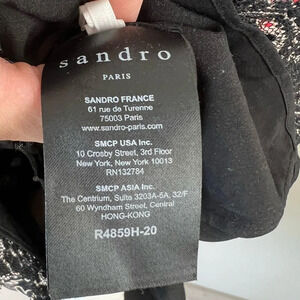 sandro
PARIS
SANDRO FRANCE
61 rue de Turenne
75003 Paris
www.sandro-paris.com
SMCP USA Inc.
10 Crosby Street, 3rd Floor
New York, New York 10013
RN132784
SMCP ASIA Inc.
The Centrium, Suita 3203A-5A, 32/F
60 Wyndham Street, Central
HONG-KONG
R4859H-20